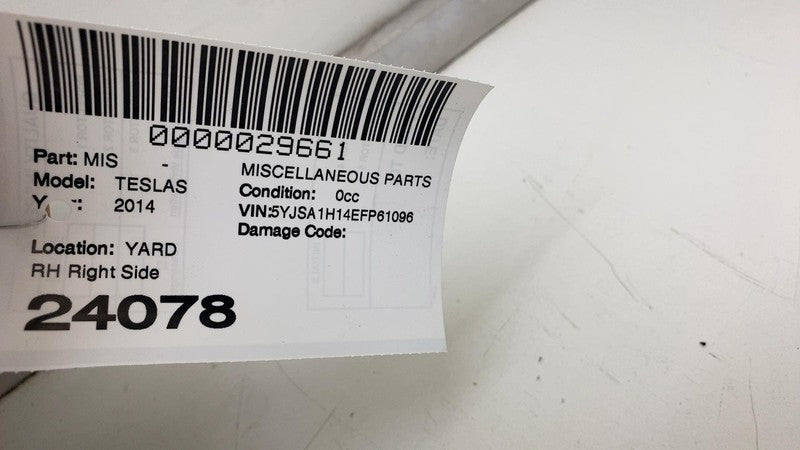 0000029661
Part: MIS -
MISCELLANEOUS PARTS
Model: TESLAS
Condition: 0cc
2014
VIN:5YJSA1H14EFP61096
Damage Code:
Location: YARD
RH Right Side
24078